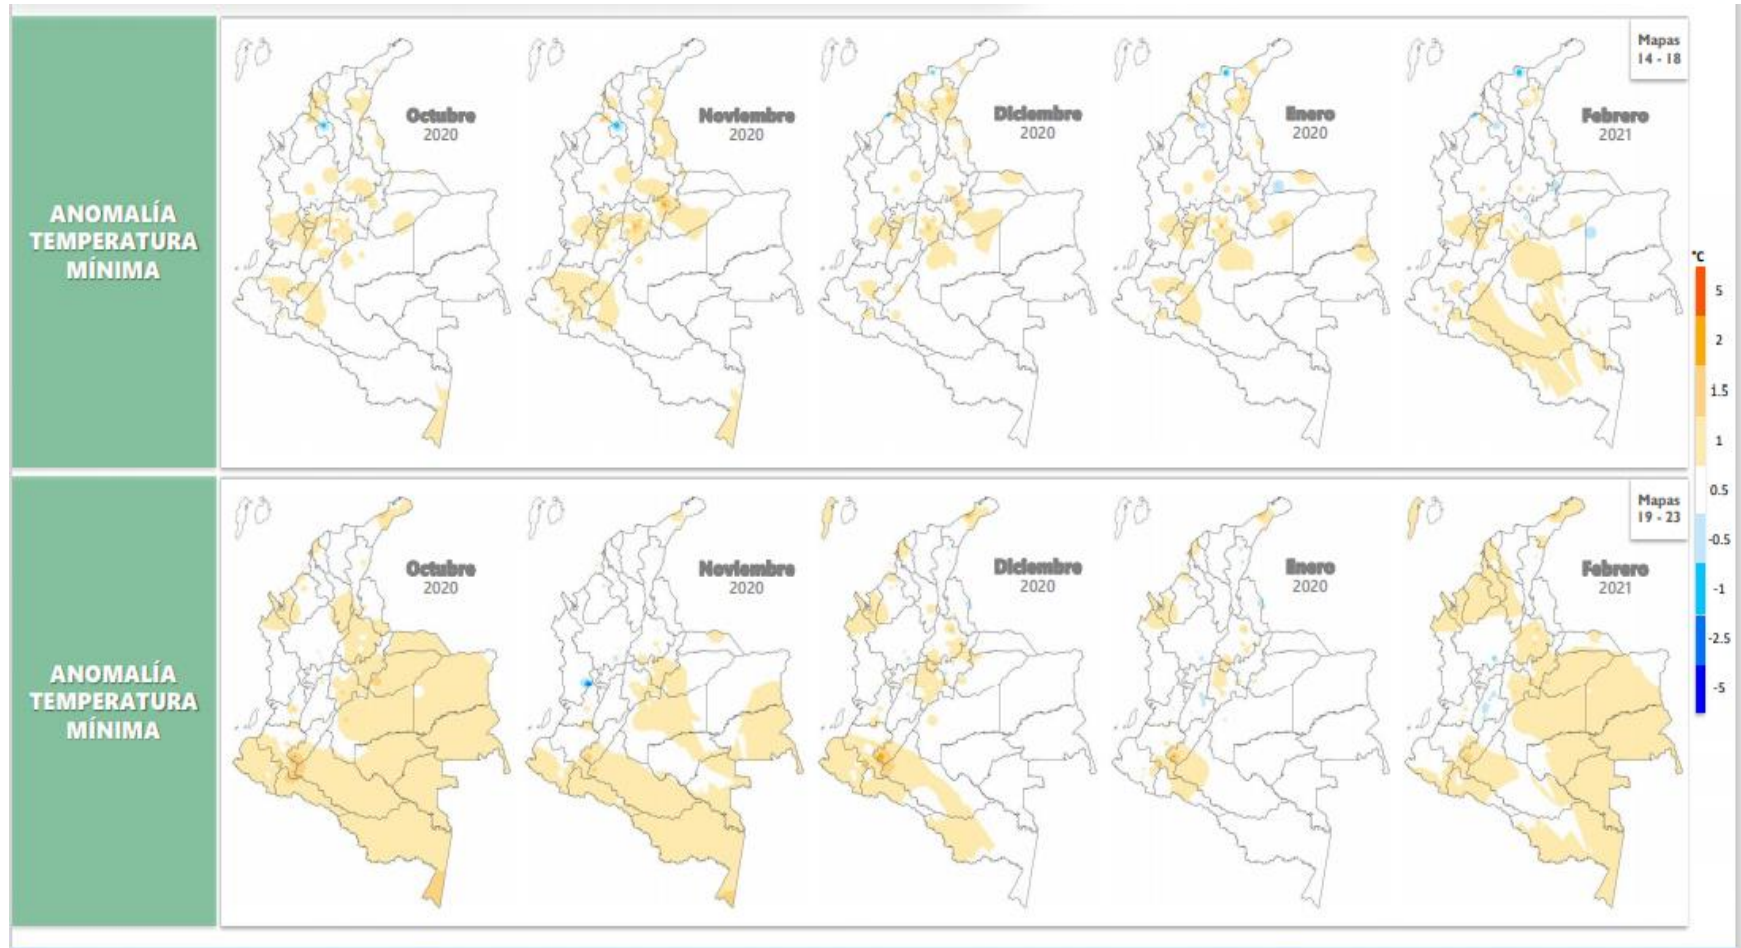 Mapas
14 - 18
Octubre
2020
Noviembre
2020
Diciembre
2020
Enero
2020
Febrero
2021
ANOMALÍA
TEMPERATURA
MÍNIMA
°C
5
2
1.5
1
0.5
-0.5
-1
-2.5
-5
Mapas
19 - 23
Octubre
2020
Noviembre
2020
Diciembre
2020
Enero
2020
Febrero
2021
ANOMALÍA
TEMPERATURA
MÍNIMA